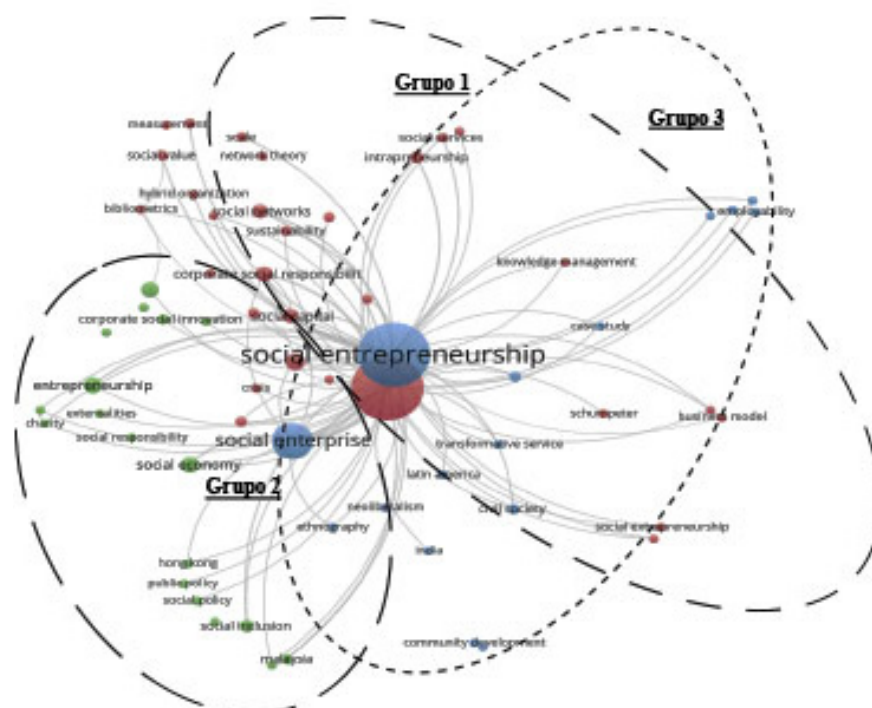 Grupo 1
Grupo 3
measurement
scale
social services
social value
network theory
intrapreneurship
hybrid organization
bibliometrics
social networks
employability
sustainability
knowledge management
corporate social responsibilit
corporate social innovation
social capital
case study
social entrepreneurship
entrepreneurship
crisis
externalities
schumpeter
business model
charity
social responsibility
social enterprise
transformative service
social economy
latin america
Grupo 2
neoliberalism
civil society
ethnography
social entrepreneurship
india
hong kong
public policy
social policy
social inclusion
community development
malaysia